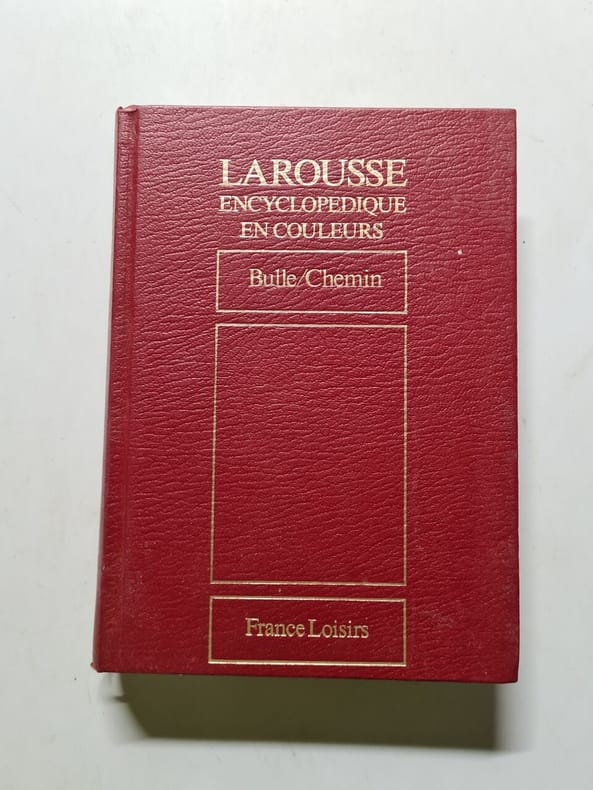 LAROUSSE
ENCYCLOPEDIQUE
EN COULEURS
Bulle/Chemin
France Loisirs